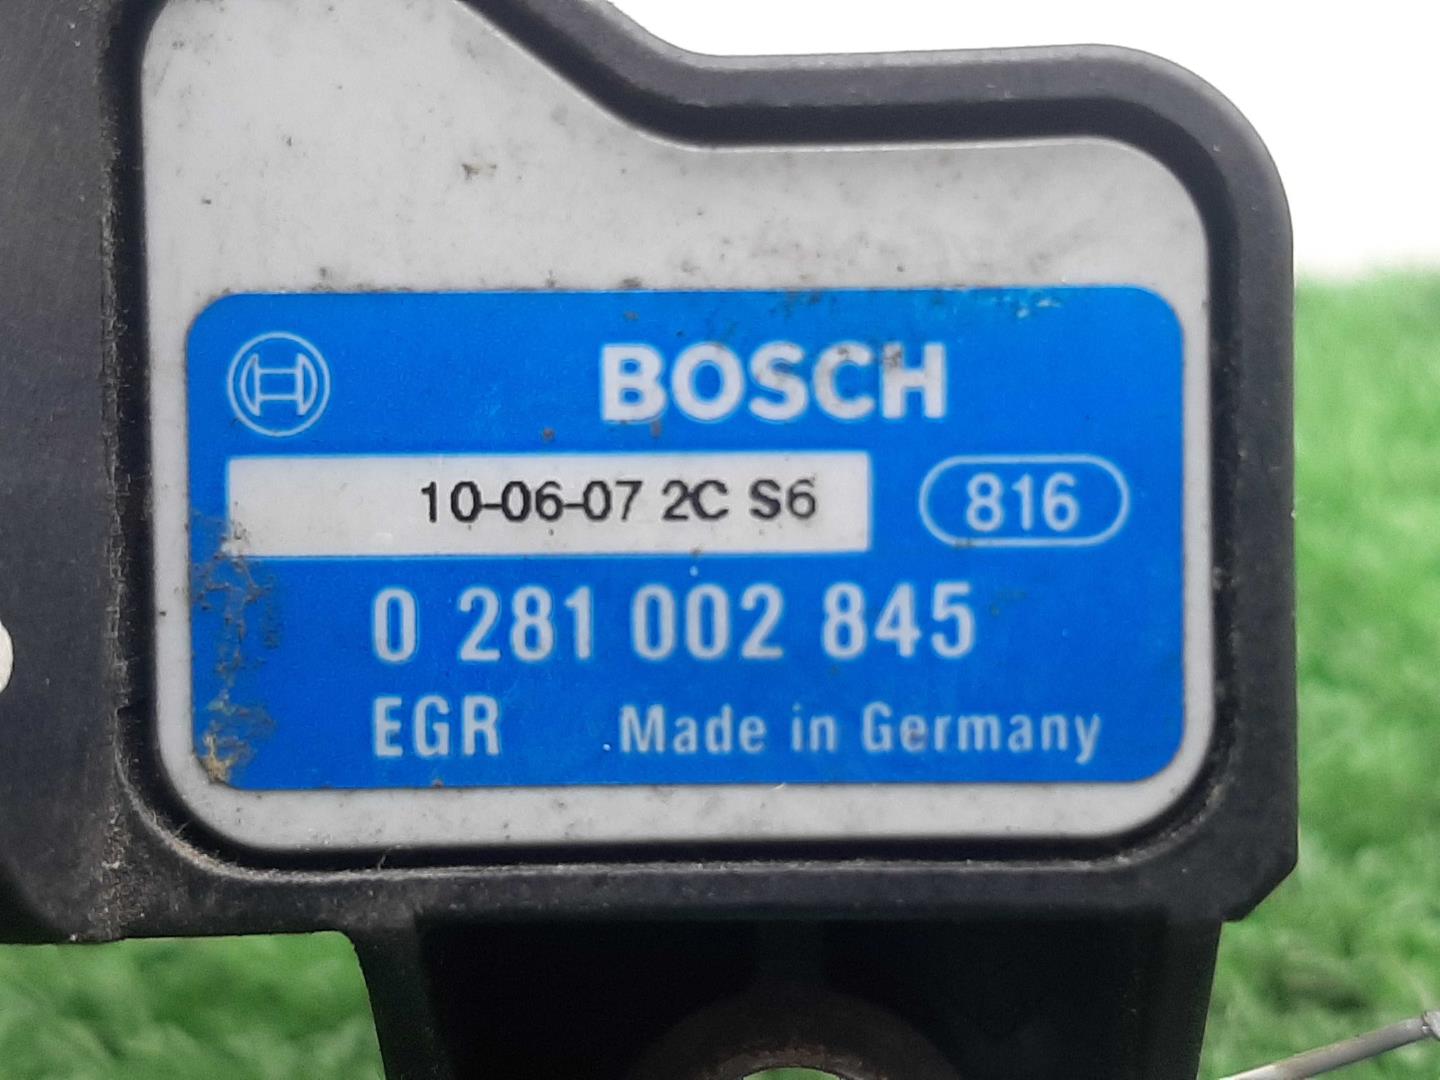 BOSCH
10-06-07 2C S6 816
0 281 002 845
EGR Made in Germany